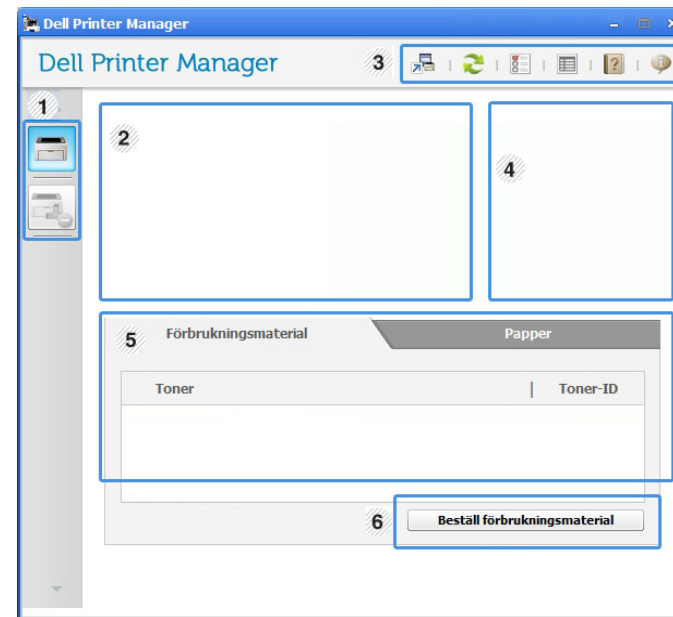 Dell Printer Manager
Dell Printer Manager
3
1
2
4
5
Förbrukningsmaterial
Papper
Toner | Toner-ID
6
Beställ förbrukningsmaterial